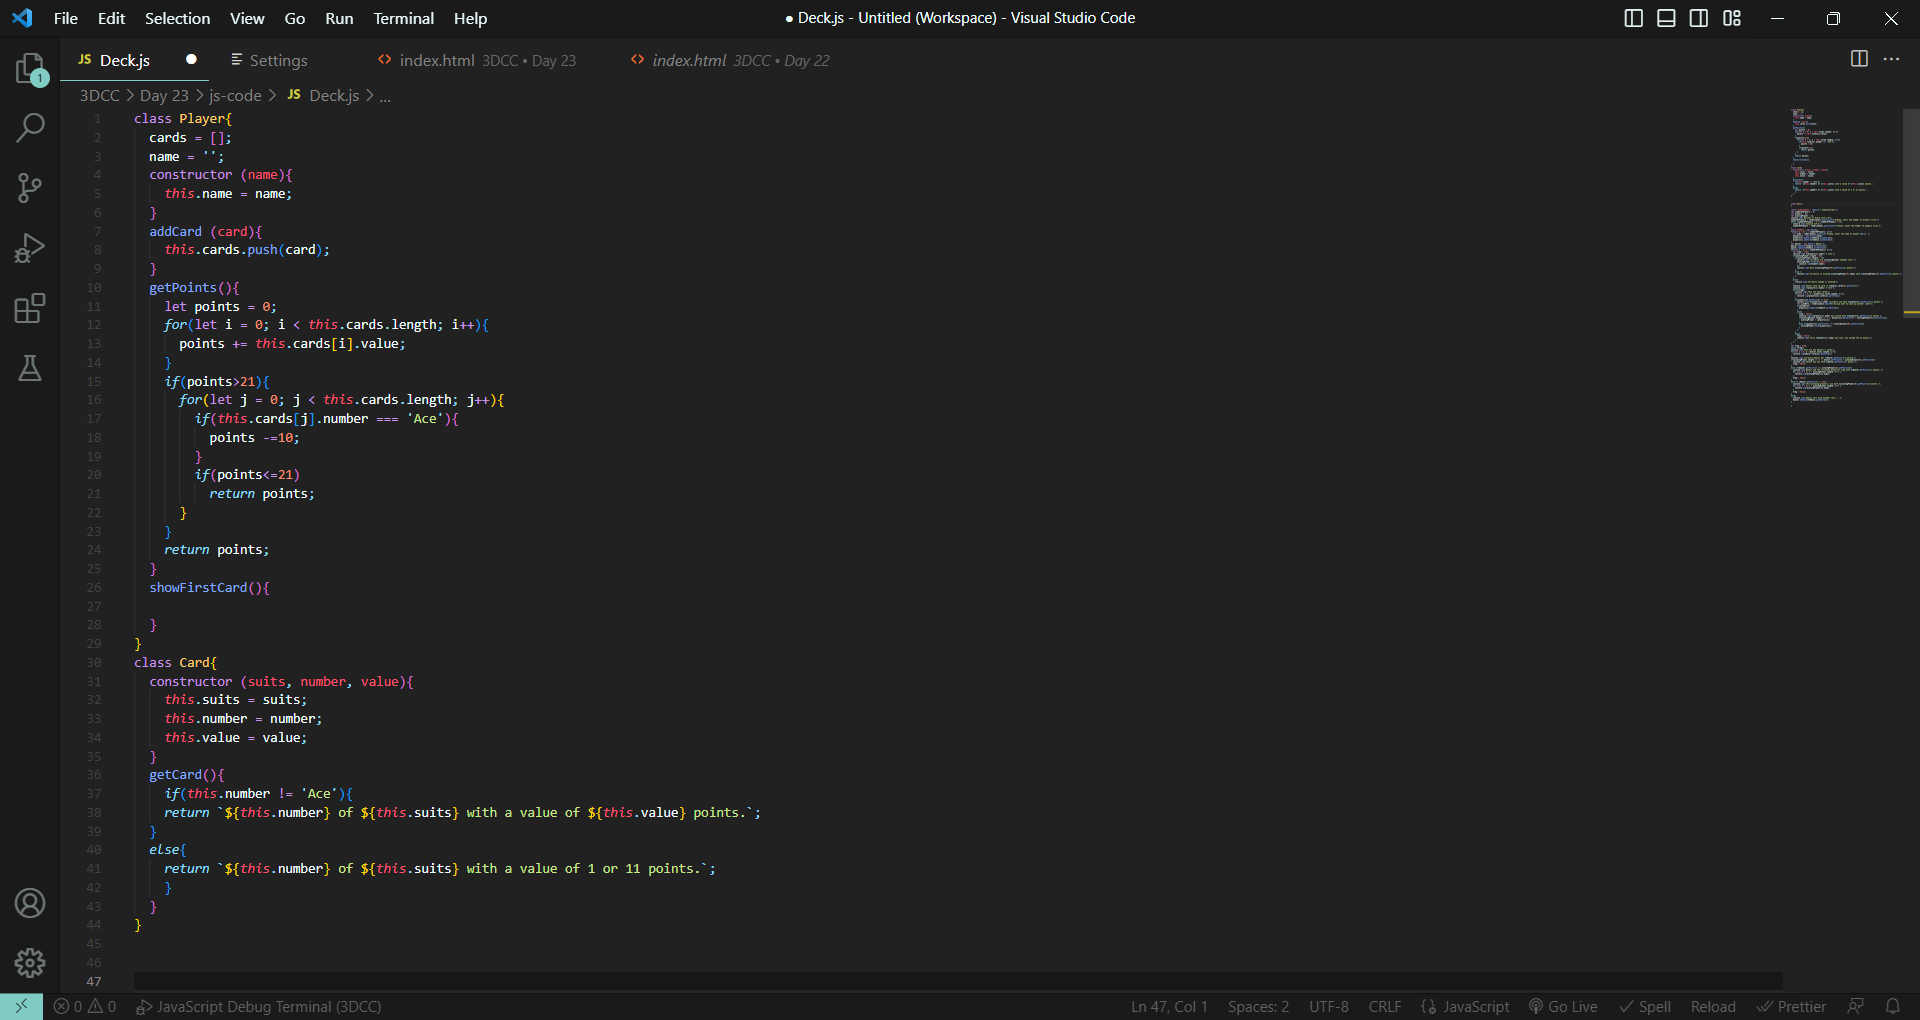 File Edit Selection View Go Run Terminal Help
● Deck.js - Untitled (Workspace) - Visual Studio Code
JS Deck.js ● Settings <> index.html 3DCC • Day 23 <> index.html 3DCC • Day 22
3DCC > Day 23 > js-code > JS Deck.js > ...
1
1 class Player{
2   cards = [];
3   name = '';
4   constructor (name){
5     this.name = name;
6   }
7   addCard (card){
8     this.cards.push(card);
9   }
10   getPoints(){
11     let points = 0;
12     for(let i = 0; i < this.cards.length; i++){
13       points += this.cards[i].value;
14     }
15     if(points>21){
16       for(let j = 0; j < this.cards.length; j++){
17         if(this.cards[j].number === 'Ace'){
18           points -=10;
19         }
20         if(points<=21)
21           return points;
22       }
23     }
24     return points;
25   }
26   showFirstCard(){
27
28   }
29 }
30 class Card{
31   constructor (suits, number, value){
32     this.suits = suits;
33     this.number = number;
34     this.value = value;
35   }
36   getCard(){
37     if(this.number != 'Ace'){
38     return `${this.number} of ${this.suits} with a value of ${this.value} points.`;
39   }
40   else{
41     return `${this.number} of ${this.suits} with a value of 1 or 11 points.`;
42     }
43   }
44 }
45
46
47
0 0 JavaScript Debug Terminal (3DCC) Ln 47, Col 1 Spaces: 2 UTF-8 CRLF {} JavaScript Go Live Spell Reload Prettier